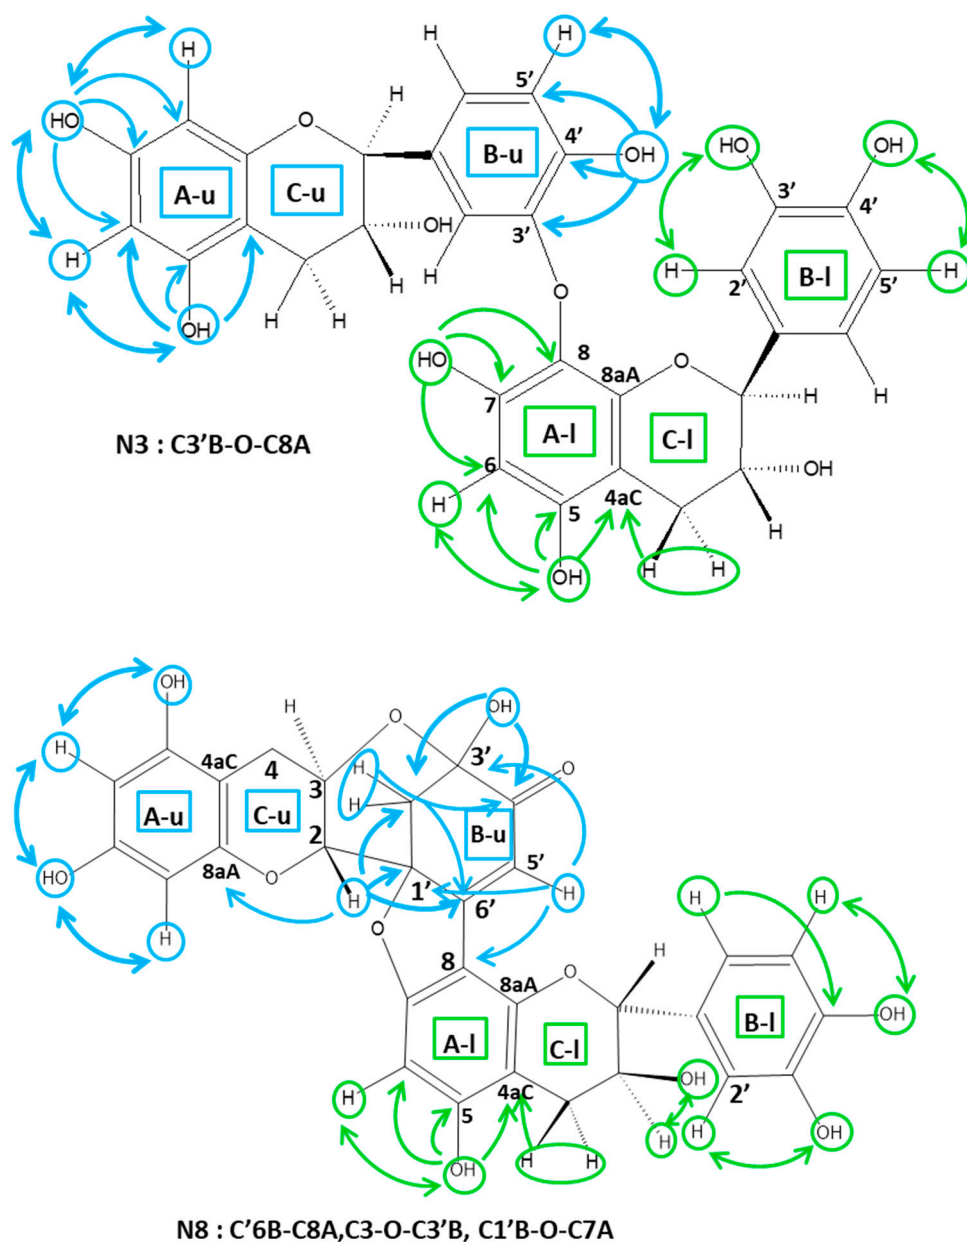 H
H
H
5'
HO
O
H
B-u
4'
OH
HO
OH
A-u
C-u
3'
OH
3'
4'
H
H
H
H
2'
B-l
5'
H
OH
H
H
O
HO
8
O
H
8aA
7
A-l
C-l
H
N3 : C3'B-O-C8A
6
4aC
OH
H
5
H
OH
H
H
OH
H
O
OH
H
4aC
4
3'
O
3
H
A-u
C-u
H
B-u
2
5'
HO
8aA
O
H
1'
H
6'
H
O
H
H
8
8aA
O
H
B-l
OH
A-l
C-l
H
4aC
OH
2'
5
H
H
OH
OH
H
H
N8 : C'6B-C8A,C3-O-C3'B, C1'B-O-C7A